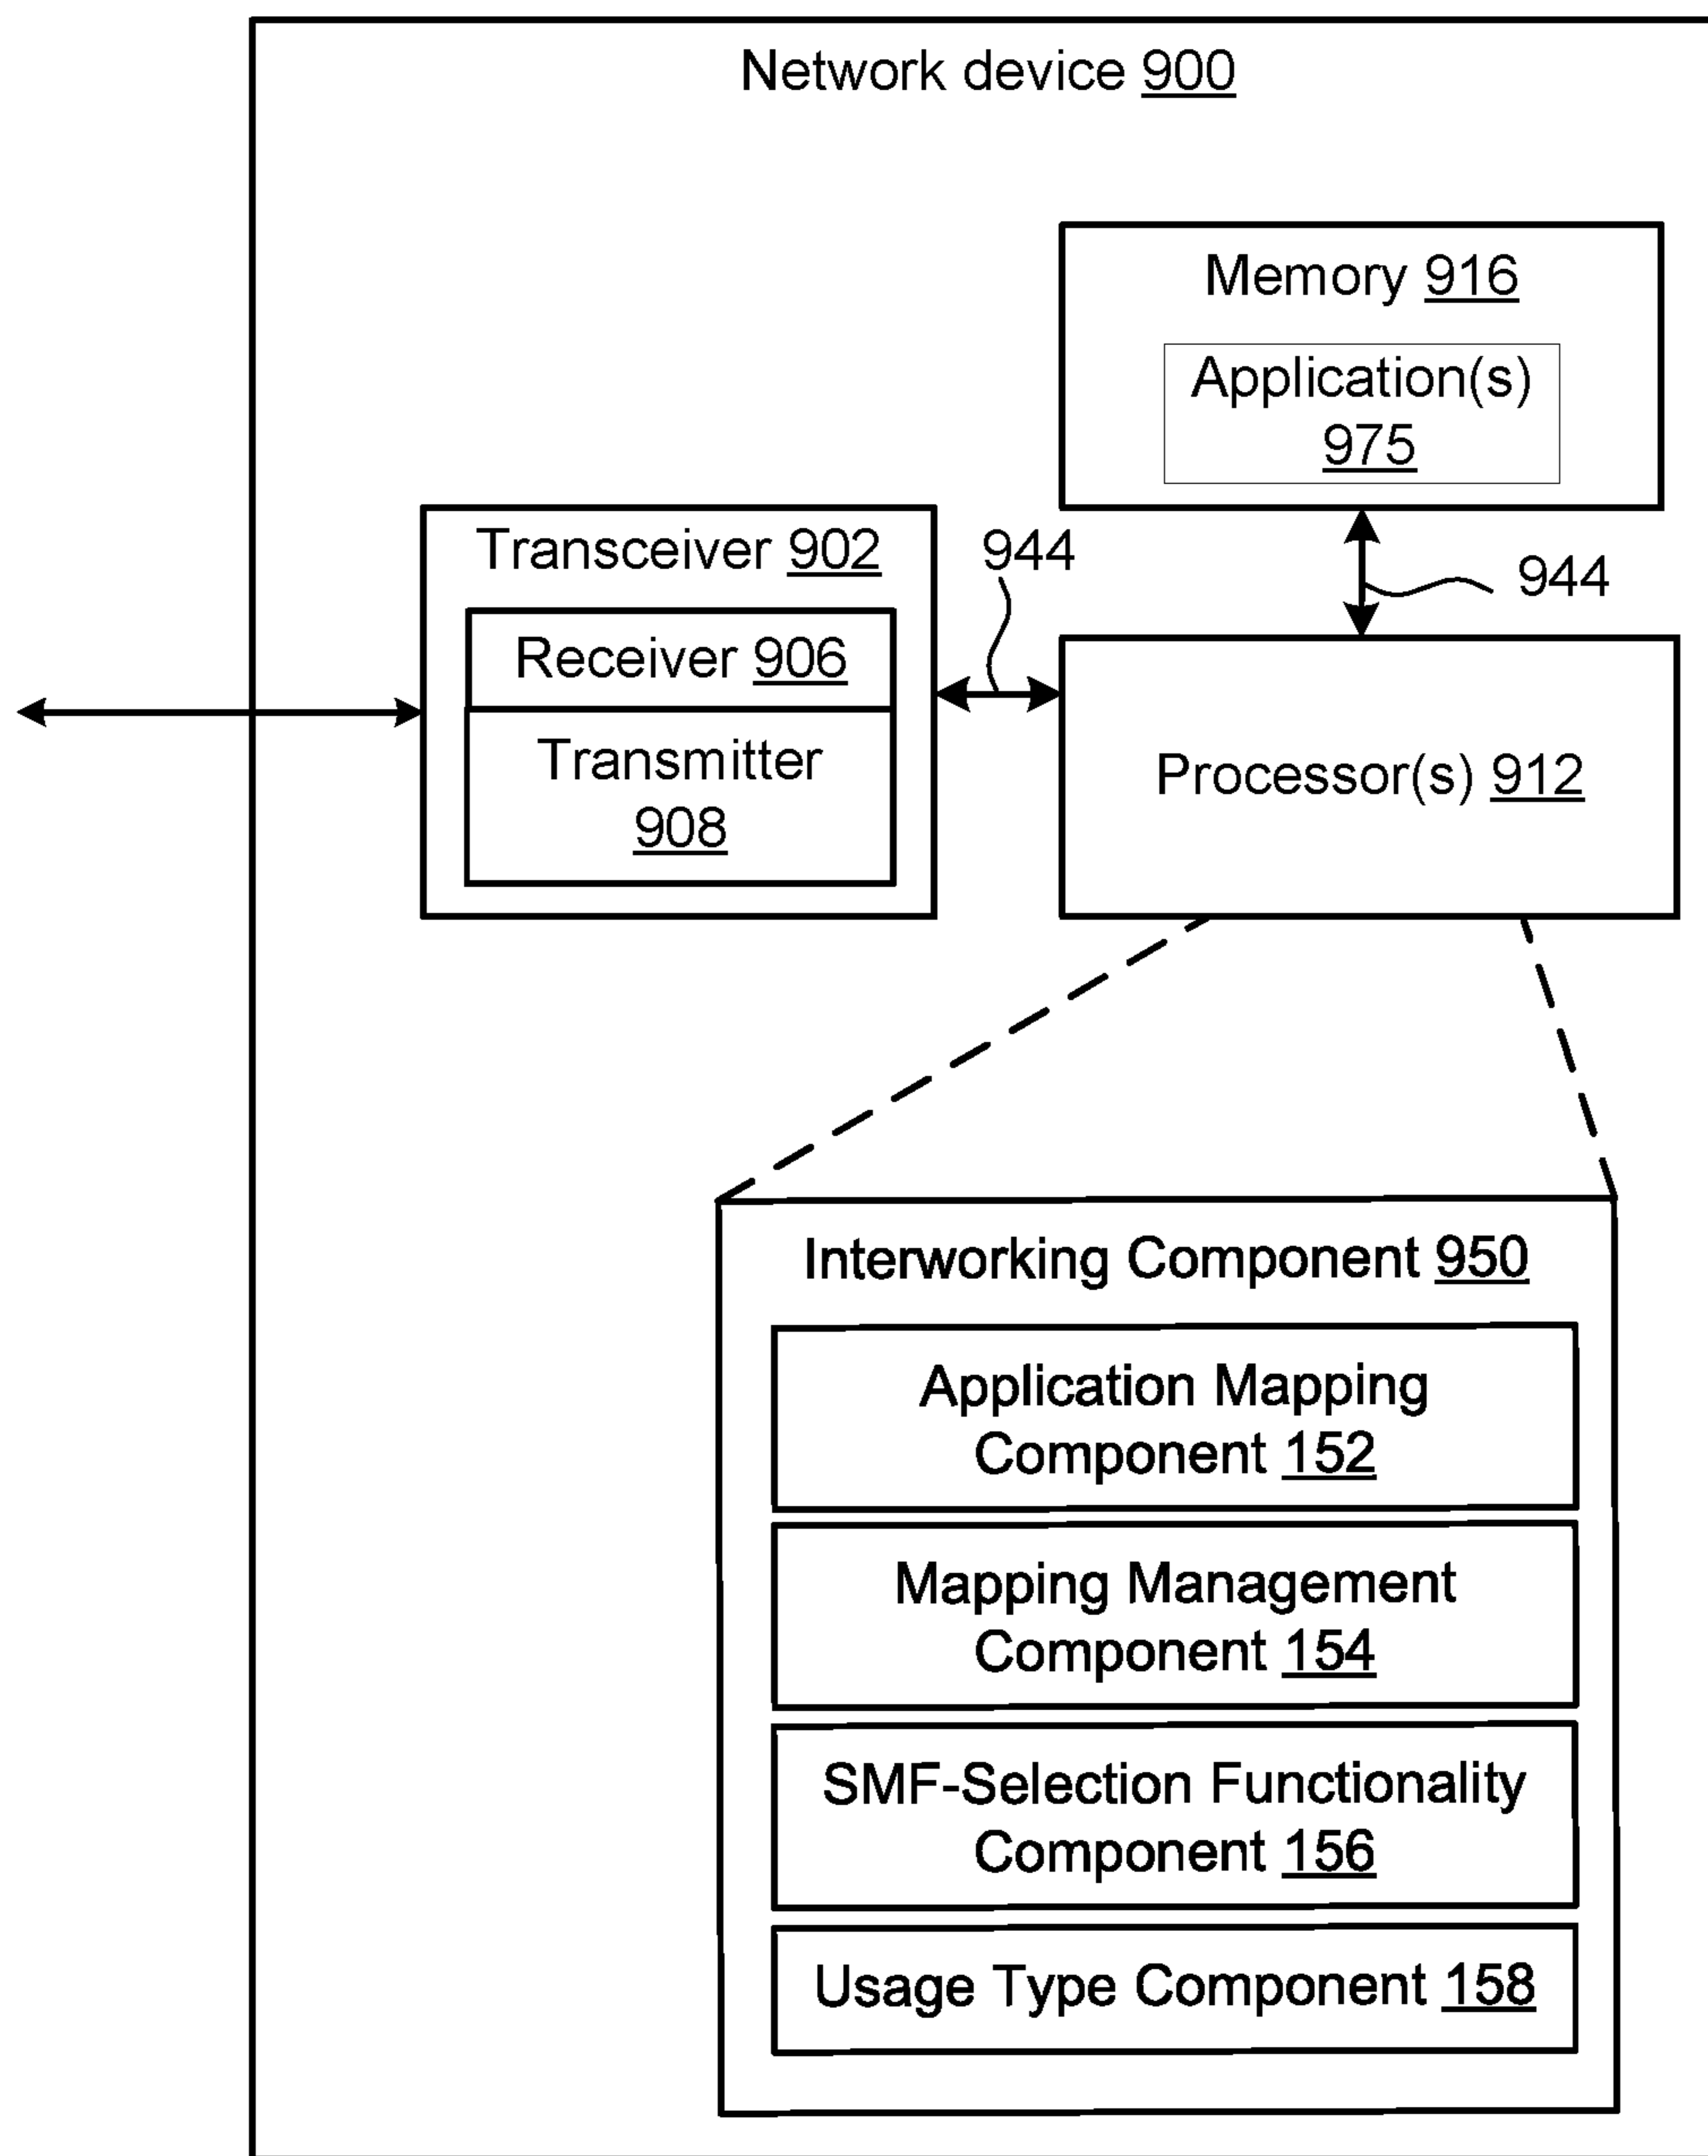 Network device 900
Memory 916
Application(s)
975
Transceiver 902
944
944
Receiver 906
Transmitter
908
Processor(s) 912
Interworking Component 950
Application Mapping
Component 152
Mapping Management
Component 154
SMF-Selection Functionality
Component 156
Usage Type Component 158